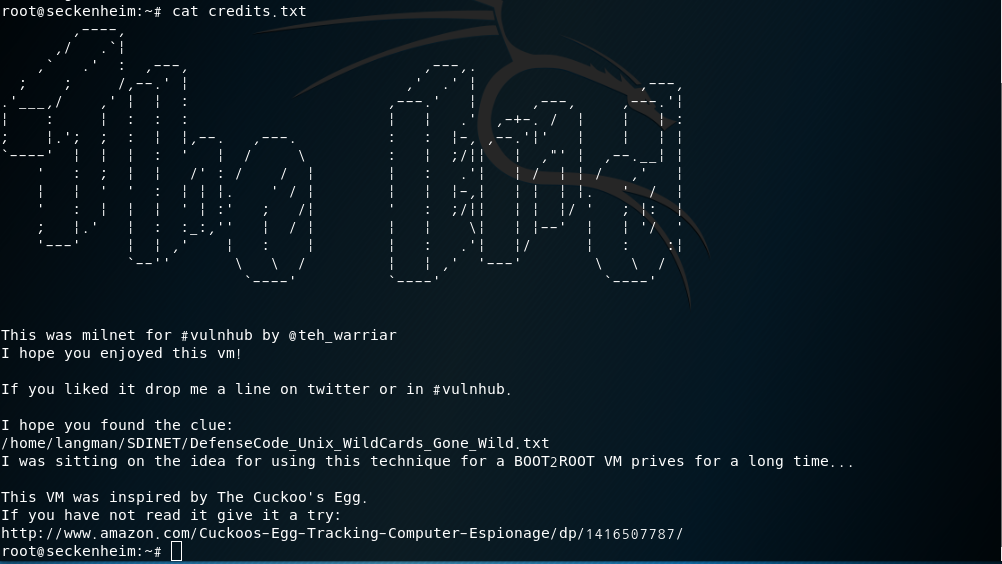 root@seckenheim:~# cat credits.txt
The End
This was milnet for #vulnhub by @teh_warriar
I hope you enjoyed this vm!
If you liked it drop me a line on twitter or in #vulnhub.
I hope you found the clue:
/home/langman/SDINET/DefenseCode_Unix_WildCards_Gone_Wild.txt
I was sitting on the idea for using this technique for a BOOT2ROOT VM prives for a long time...
This VM was inspired by The Cuckoo's Egg.
If you have not read it give it a try:
http://www.amazon.com/Cuckoos-Egg-Tracking-Computer-Espionage/dp/1416507787/
root@seckenheim:~#